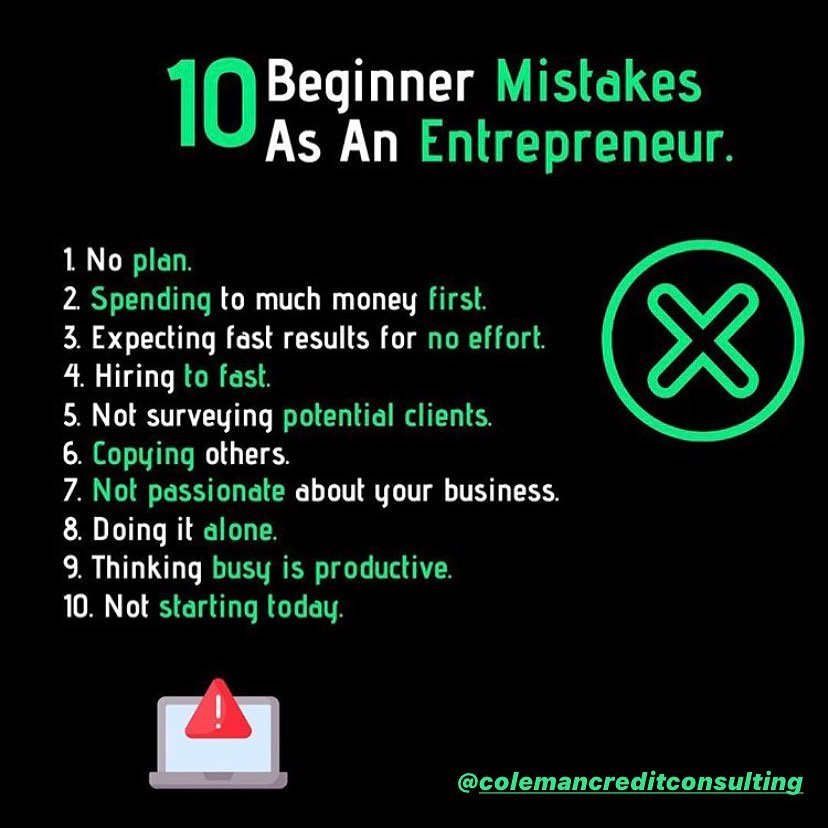 10 Beginner Mistakes
As An Entrepreneur.
1. No plan.
2. Spending to much money first.
3. Expecting fast results for no effort.
4. Hiring to fast.
5. Not surveying potential clients.
6. Copying others.
7. Not passionate about your business.
8. Doing it alone.
9. Thinking busy is productive.
10. Not starting today.
!
@colemancreditconsulting